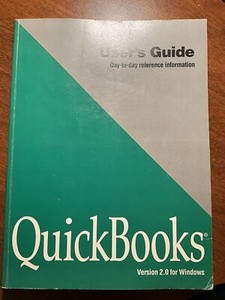 User's Guide
Day-to-day reference information
QuickBooks®
Version 2.0 for Windows